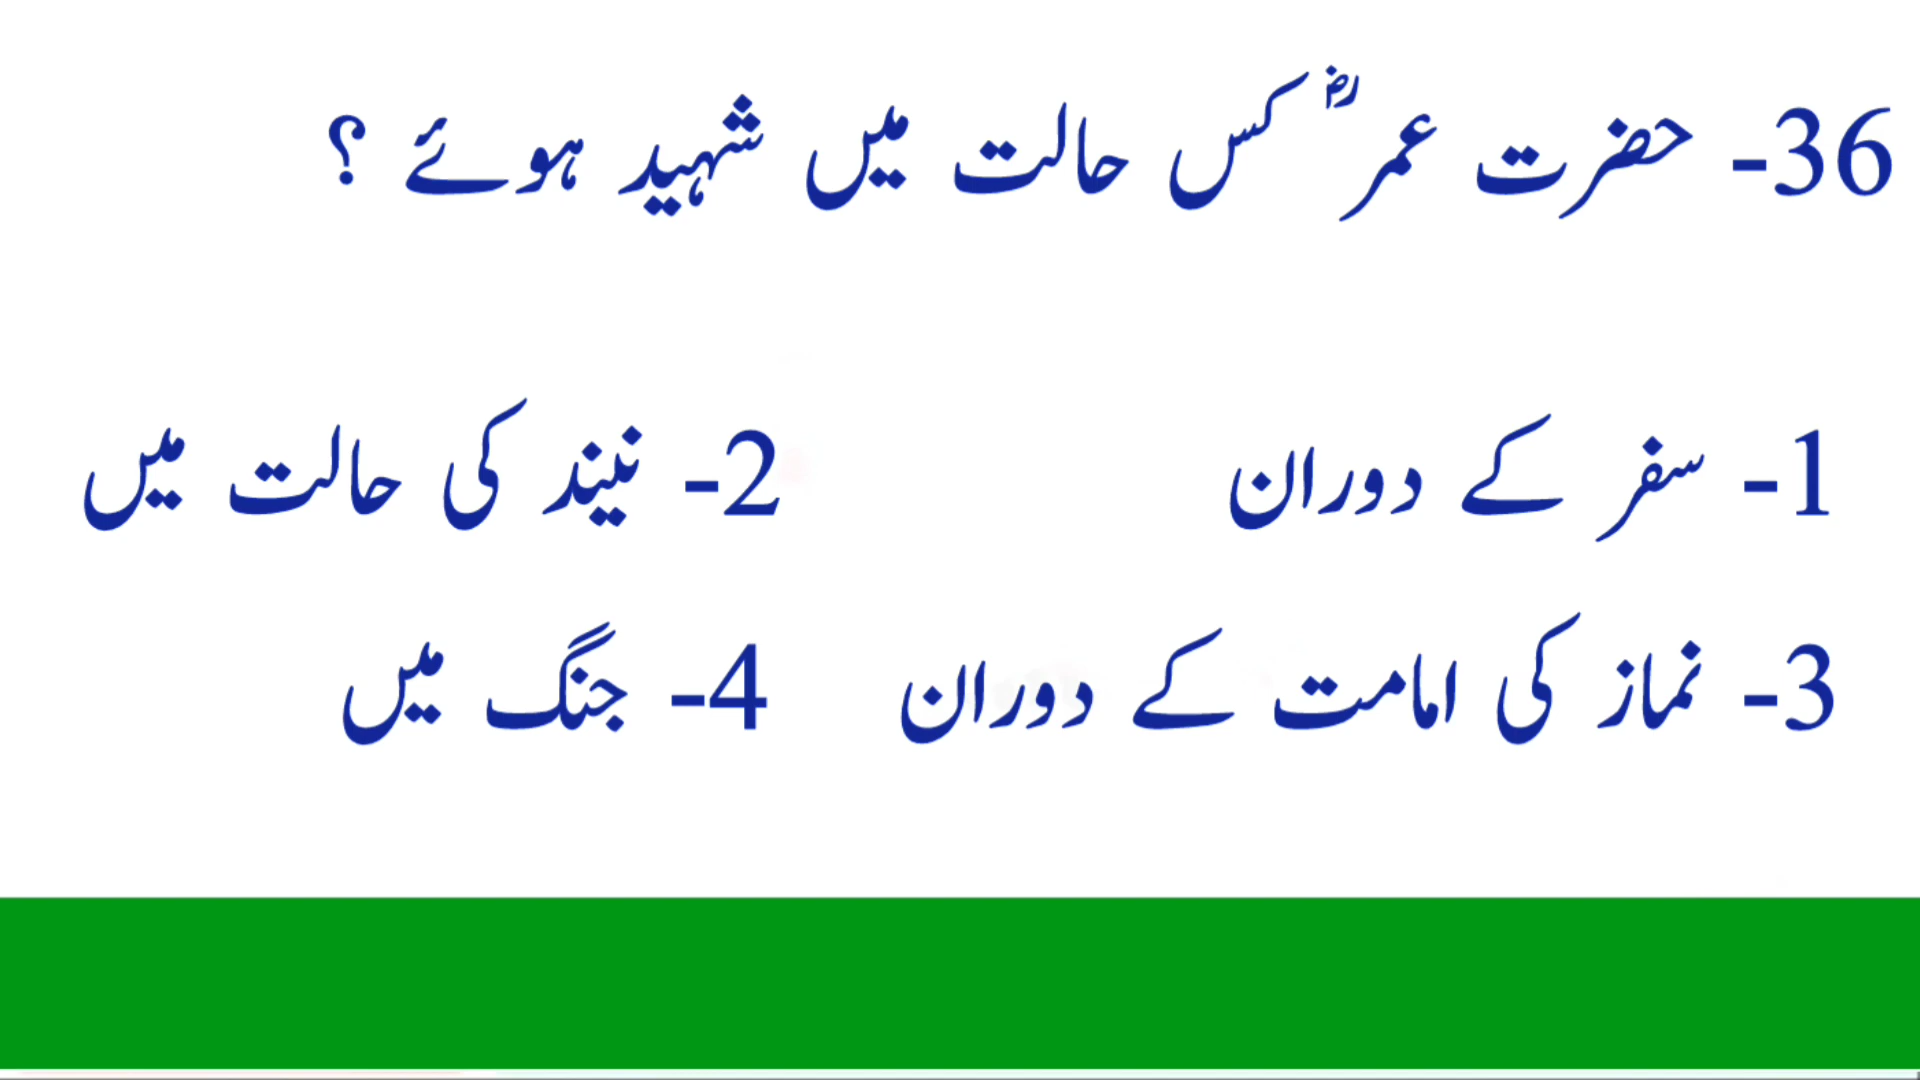 36- حضرت عمرؓ کس حالت میں شہید ہوئے ؟
1- سفر کے دوران 2- نیند کی حالت میں
3- نماز کی امامت کے دوران 4- جنگ میں